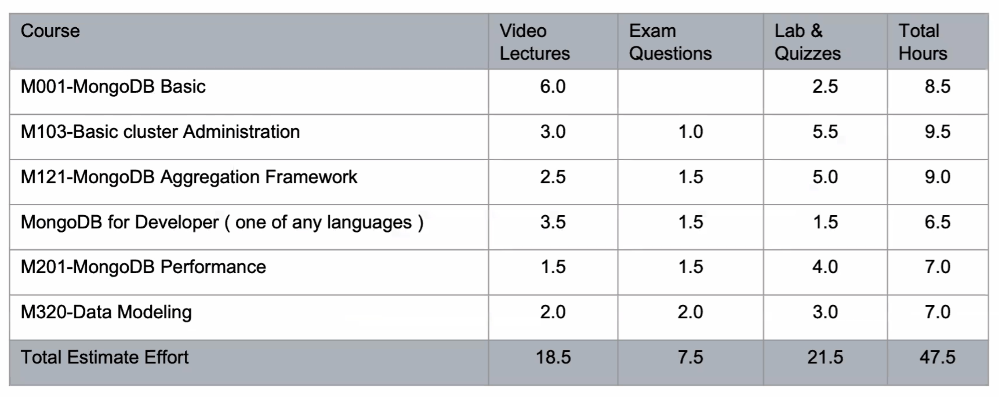 Course Video Lectures Exam Questions Lab & Quizzes Total Hours
M001-MongoDB Basic 6.0 2.5 8.5
M103-Basic cluster Administration 3.0 1.0 5.5 9.5
M121-MongoDB Aggregation Framework 2.5 1.5 5.0 9.0
MongoDB for Developer ( one of any languages ) 3.5 1.5 1.5 6.5
M201-MongoDB Performance 1.5 1.5 4.0 7.0
M320-Data Modeling 2.0 2.0 3.0 7.0
Total Estimate Effort 18.5 7.5 21.5 47.5